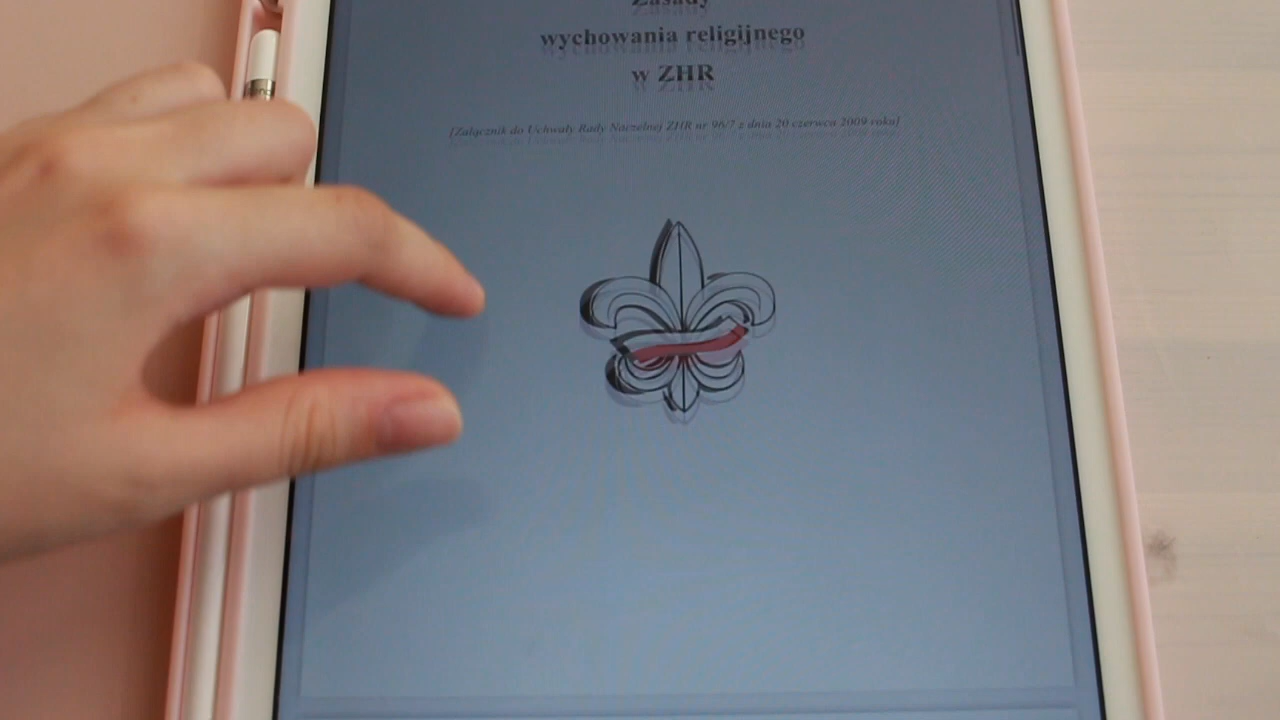 Zasady
wychowania religijnego
w ZHR
[Załącznik do Uchwały Rady Naczelnej ZHR nr 96/7 z dnia 20 czerwca 2009 roku]